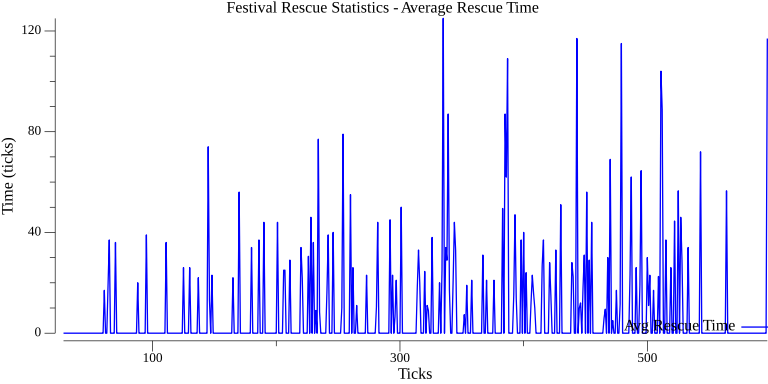 Festival Rescue Statistics - Average Rescue Time
120
80
40
0
Time (ticks)
Avg Rescue Time
100
300
500
Ticks